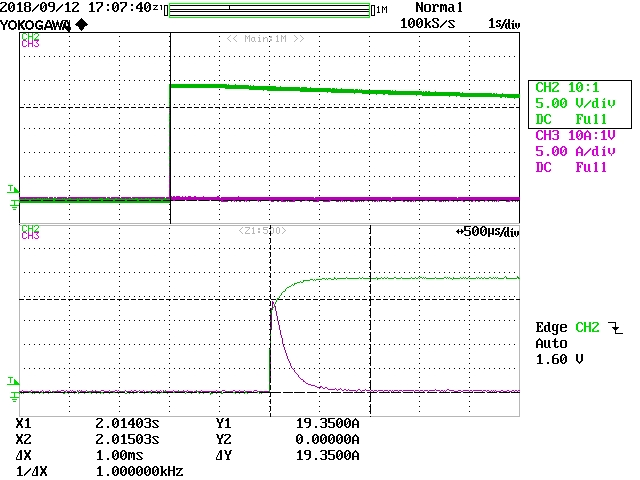 2018/09/12 17:07:40 Z1 1M Normal
YOKOGAWA ◆ 100kS/s 1s/div
CH2 << Main:1M >>
CH3
CH2 10:1
5.00 V/div
DC Full
CH3 10A:1V
5.00 A/div
DC Full
CH2 <Z1:500> ↔500µs/div
CH3
Edge CH2
Auto
1.60 V
X1 2.01403s Y1 19.3500A
X2 2.01503s Y2 0.00000A
ΔX 1.00ms ΔY 19.3500A
1/ΔX 1.000000kHz